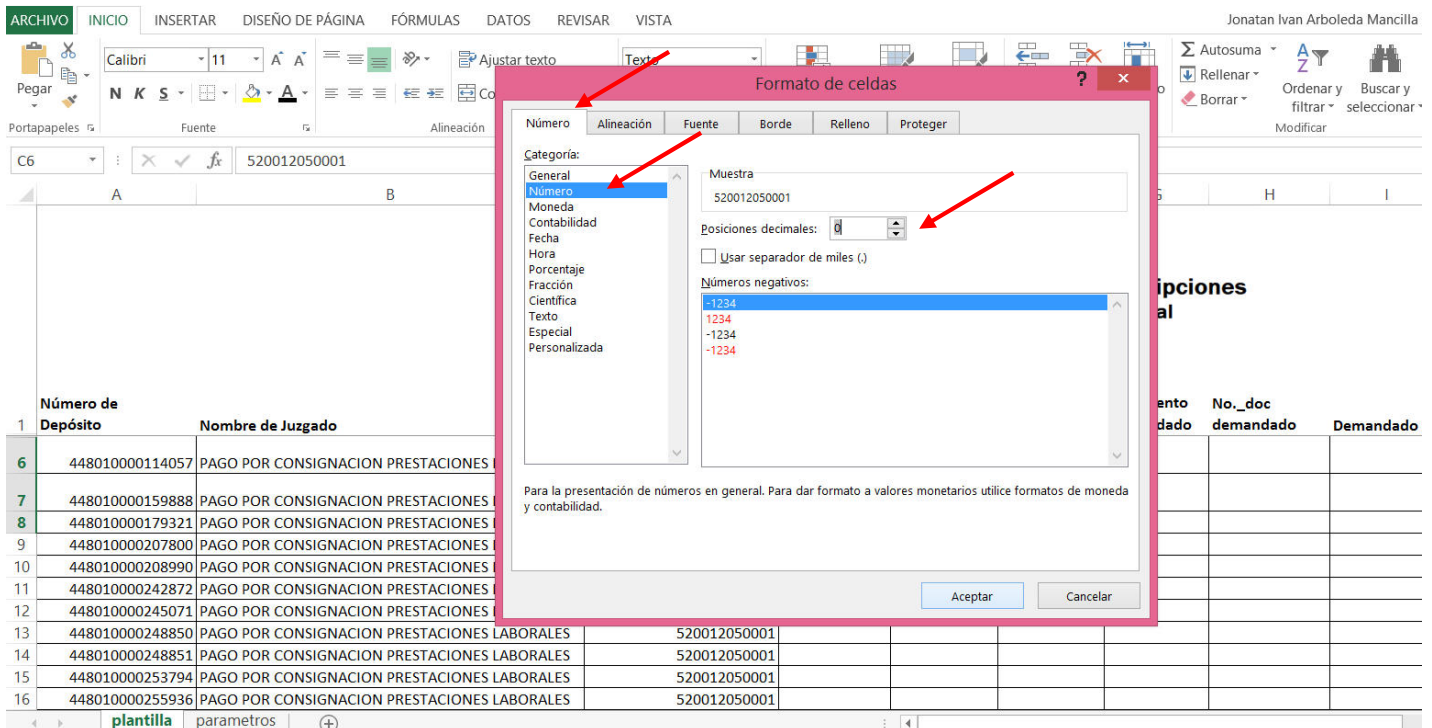 ARCHIVO INICIO INSERTAR DISEÑO DE PÁGINA FÓRMULAS DATOS REVISAR VISTA Jonatan Ivan Arboleda Mancilla
Pegar
Calibri 11 A A Ajustar texto Texto
N K S A
Autosuma
Rellenar
Borrar
Ordenar y
filtrar
Buscar y
seleccionar
Portapapeles Fuente Alineación Modificar
C6 fx 520012050001
A B H I
Formato de celdas ? x
Número Alineación Fuente Borde Relleno Proteger
Categoría:
General
Número
Moneda
Contabilidad
Fecha
Hora
Porcentaje
Fracción
Científica
Texto
Especial
Personalizada
Muestra
520012050001
Posiciones decimales: 0
Usar separador de miles (.)
Números negativos:
-1234
1234
-1234
-1234
Para la presentación de números en general. Para dar formato a valores monetarios utilice formatos de moneda
y contabilidad.
Aceptar Cancelar
ipciones
al
1 Número de Depósito Nombre de Juzgado ento dado No._doc demandado Demandado
6 448010000114057 PAGO POR CONSIGNACION PRESTACIONES
7 448010000159888 PAGO POR CONSIGNACION PRESTACIONES
8 448010000179321 PAGO POR CONSIGNACION PRESTACIONES
9 448010000207800 PAGO POR CONSIGNACION PRESTACIONES
10 448010000208990 PAGO POR CONSIGNACION PRESTACIONES
11 448010000242872 PAGO POR CONSIGNACION PRESTACIONES
12 448010000245071 PAGO POR CONSIGNACION PRESTACIONES
13 448010000248850 PAGO POR CONSIGNACION PRESTACIONES LABORALES 520012050001
14 448010000248851 PAGO POR CONSIGNACION PRESTACIONES LABORALES 520012050001
15 448010000253794 PAGO POR CONSIGNACION PRESTACIONES LABORALES 520012050001
16 448010000255936 PAGO POR CONSIGNACION PRESTACIONES LABORALES 520012050001
plantilla parametros